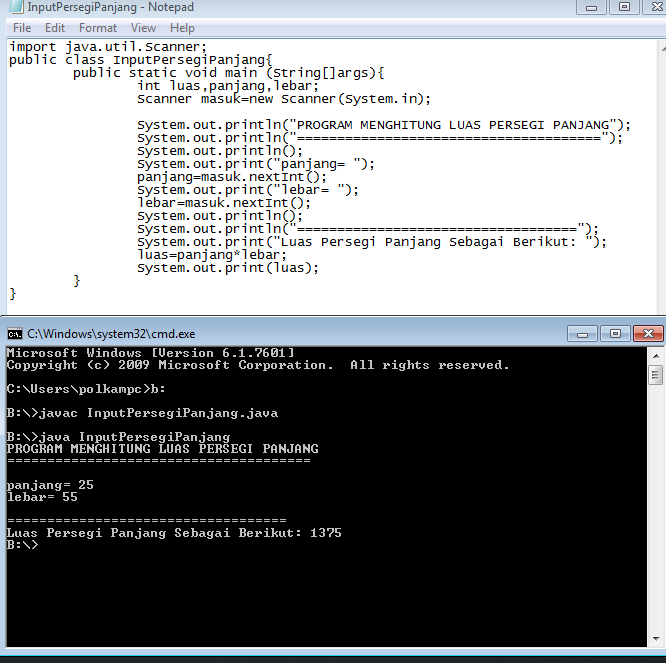 InputPersegiPanjang - Notepad
File Edit Format View Help
import java.util.Scanner;
public class InputPersegiPanjang{
        public static void main (String[]args){
                int luas,panjang,lebar;
                Scanner masuk=new Scanner(System.in);

                System.out.println("PROGRAM MENGHITUNG LUAS PERSEGI PANJANG");
                System.out.println("======================================");
                System.out.println();
                System.out.print("panjang= ");
                panjang=masuk.nextInt();
                System.out.print("lebar= ");
                lebar=masuk.nextInt();
                System.out.println();
                System.out.println("===================================");
                System.out.print("Luas Persegi Panjang Sebagai Berikut: ");
                luas=panjang*lebar;
                System.out.print(luas);
        }
}
C:\Windows\system32\cmd.exe
Microsoft Windows [Version 6.1.7601]
Copyright (c) 2009 Microsoft Corporation.  All rights reserved.

C:\Users\polkampc>b:

B:\>javac InputPersegiPanjang.java

B:\>java InputPersegiPanjang
PROGRAM MENGHITUNG LUAS PERSEGI PANJANG
======================================

panjang= 25
lebar= 55

===================================
Luas Persegi Panjang Sebagai Berikut: 1375
B:\>